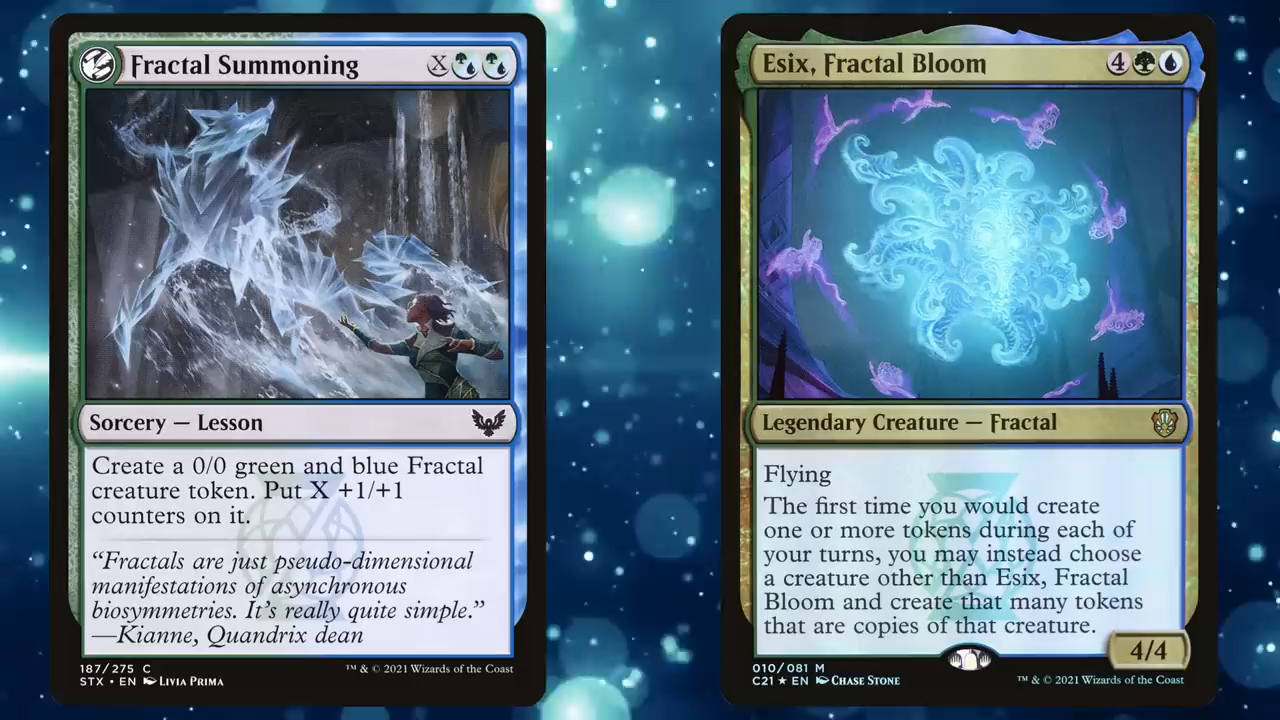 Fractal Summoning
X
Sorcery — Lesson
Create a 0/0 green and blue Fractal
creature token. Put X +1/+1
counters on it.
“Fractals are just pseudo-dimensional
manifestations of asynchronous
biosymmetries. It’s really quite simple.”
—Kianne, Quandrix dean
187/275 C
STX • EN Livia Prima
™ & © 2021 Wizards of the Coast
Esix, Fractal Bloom
4
Legendary Creature — Fractal
Flying
The first time you would create
one or more tokens during each of
your turns, you may instead choose
a creature other than Esix, Fractal
Bloom and create that many tokens
that are copies of that creature.
4/4
010/081 M
C21 ★ EN Chase Stone
™ & © 2021 Wizards of the Coast